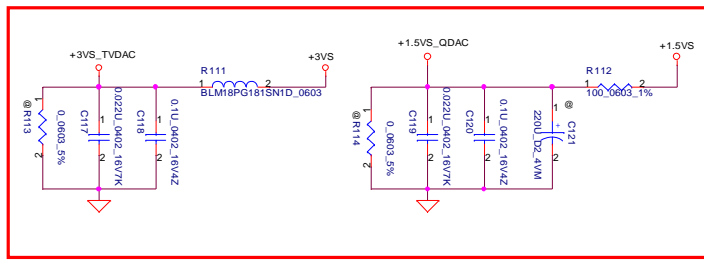 +3VS_TVDAC
+3VS
R111
1
2
BLM18PG181SN1D_0603
@
R113
1
2
0_0603_5%
C117
1
2
0.022U_0402_16V7K
C118
1
2
0.1U_0402_16V4Z
+1.5VS_QDAC
+1.5VS
R112
1
2
100_0603_1%
@
R114
1
2
0_0603_5%
C119
1
2
0.022U_0402_16V7K
C120
1
2
0.1U_0402_16V4Z
@
C121
1
+
2
220U_D2_4VM